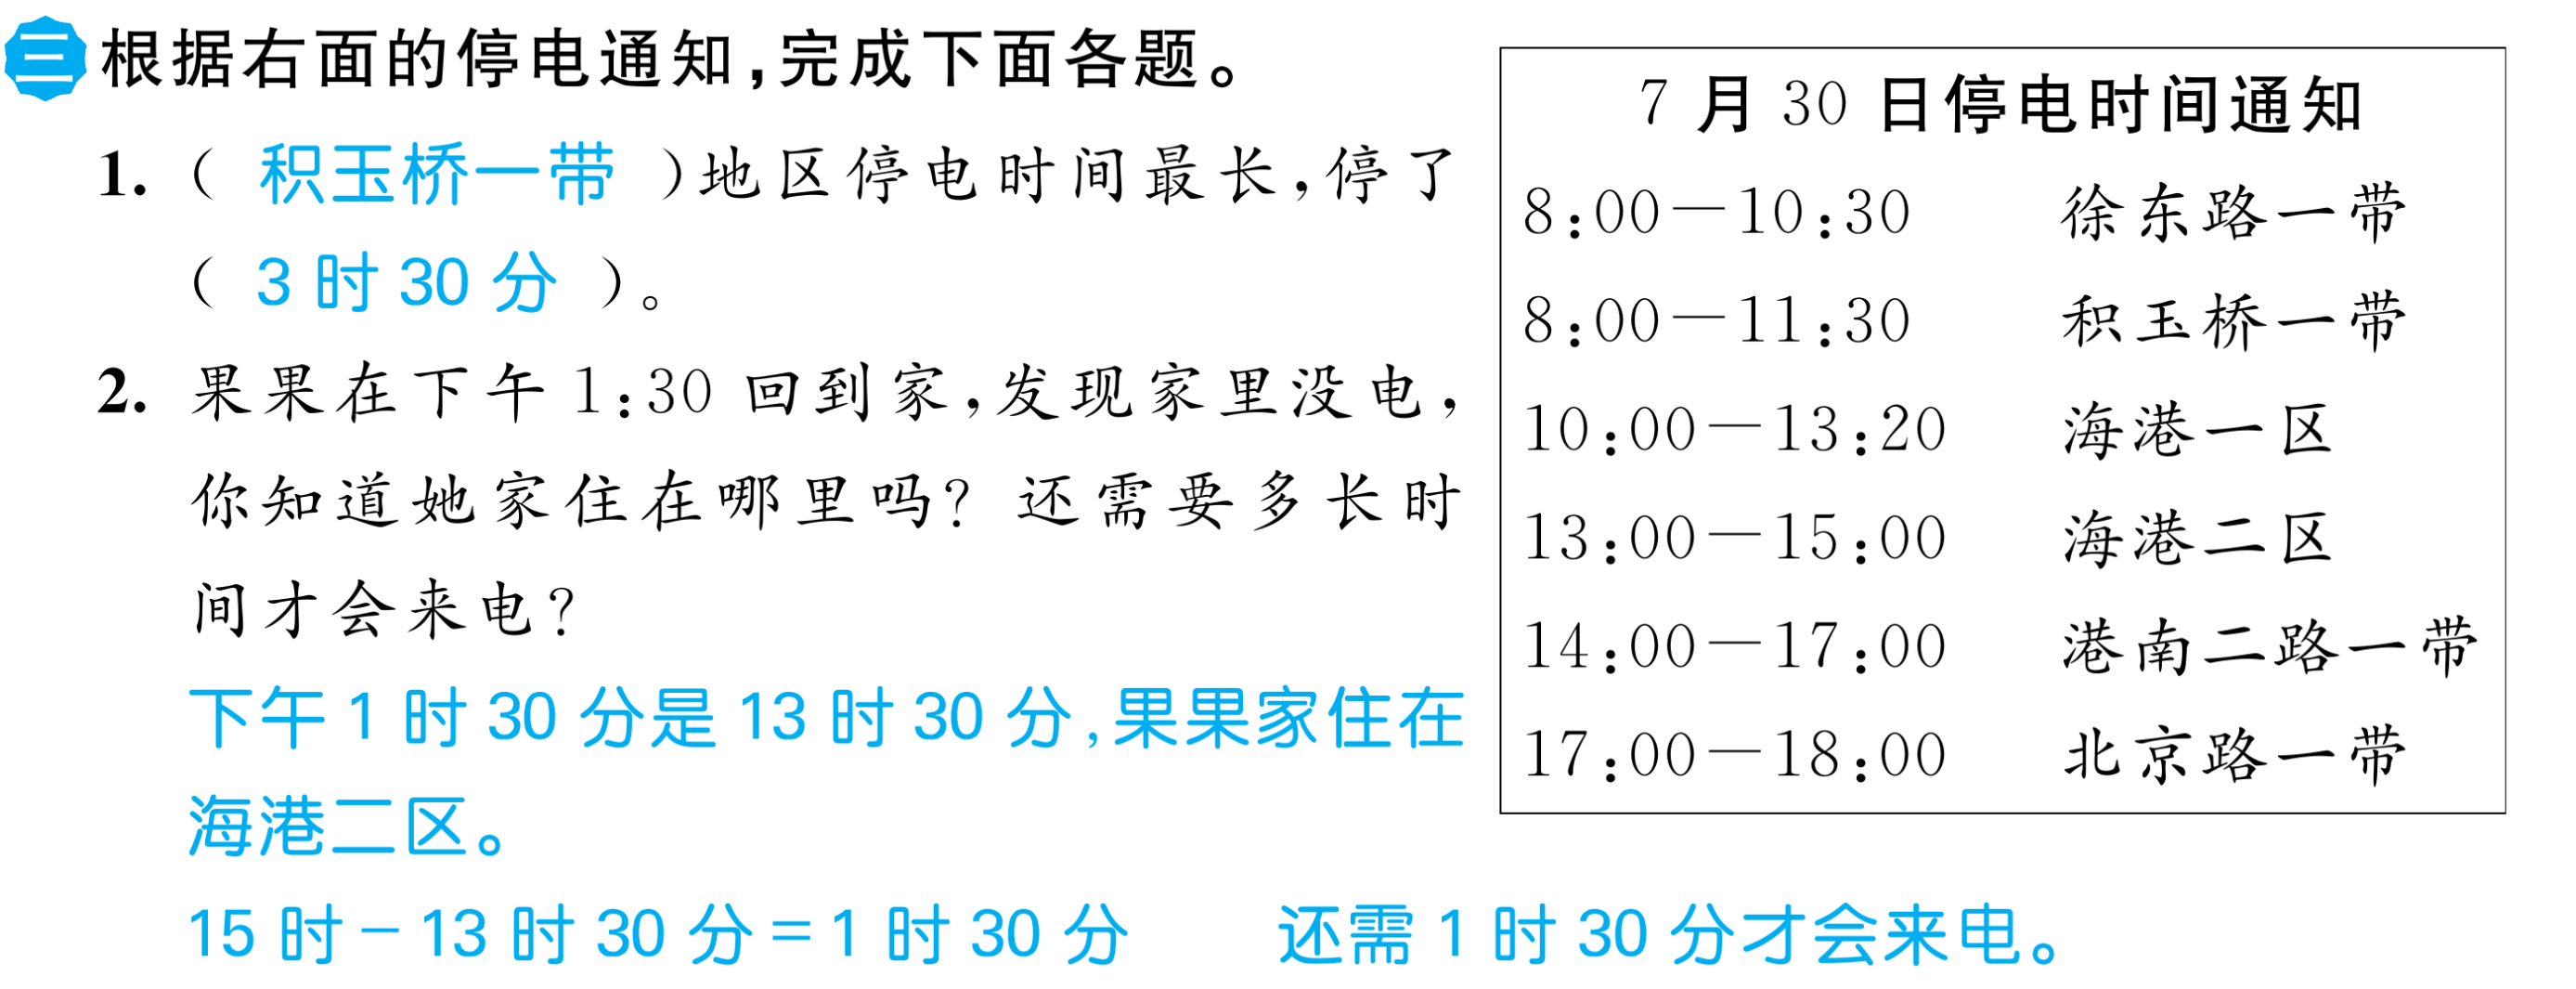 三 根据右面的停电通知,完成下面各题。
1. ( 积玉桥一带 )地区停电时间最长,停了
( 3 时 30 分 )。
2. 果果在下午 1:30 回到家,发现家里没电,
你知道她家住在哪里吗? 还需要多长时
间才会来电?
下午 1 时 30 分是 13 时 30 分,果果家住在
海港二区。
15 时-13 时 30 分=1 时 30 分 还需 1 时 30 分才会来电。
7 月 30 日停电时间通知
8:00—10:30 徐东路一带
8:00—11:30 积玉桥一带
10:00—13:20 海港一区
13:00—15:00 海港二区
14:00—17:00 港南二路一带
17:00—18:00 北京路一带